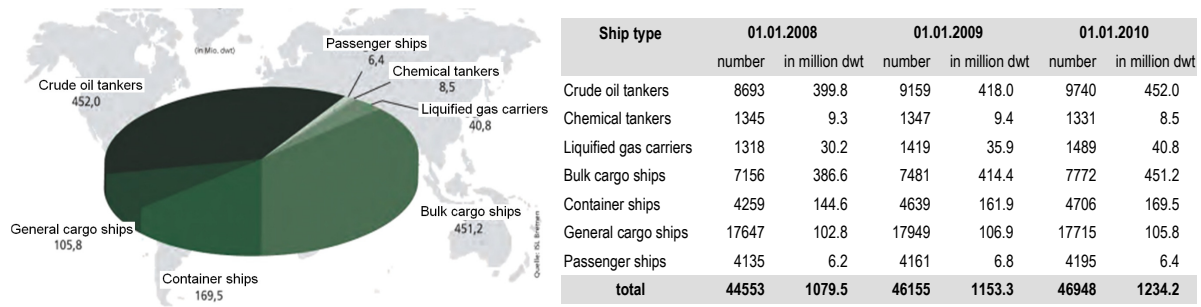 (in Mio. dwt)
Passenger ships
6,4
Chemical tankers
8,5
Crude oil tankers
452,0
Liquified gas carriers
40,8
Bulk cargo ships
451,2
General cargo ships
105,8
Container ships
169,5
Quelle: ISL Bremen
Ship type 01.01.2008 01.01.2009 01.01.2010
number in million dwt number in million dwt number in million dwt
Crude oil tankers 8693 399.8 9159 418.0 9740 452.0
Chemical tankers 1345 9.3 1347 9.4 1331 8.5
Liquified gas carriers 1318 30.2 1419 35.9 1489 40.8
Bulk cargo ships 7156 386.6 7481 414.4 7772 451.2
Container ships 4259 144.6 4639 161.9 4706 169.5
General cargo ships 17647 102.8 17949 106.9 17715 105.8
Passenger ships 4135 6.2 4161 6.8 4195 6.4
total 44553 1079.5 46155 1153.3 46948 1234.2